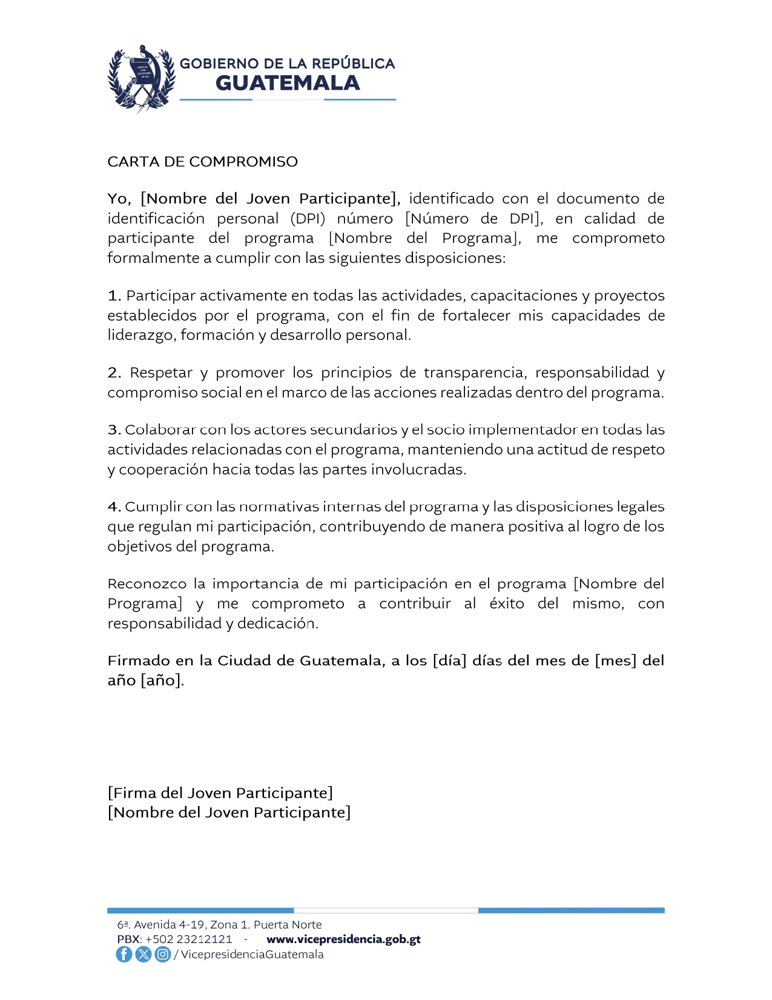 GOBIERNO DE LA REPÚBLICA
GUATEMALA
CARTA DE COMPROMISO
Yo, [Nombre del Joven Participante], identificado con el documento de
identificación personal (DPI) número [Número de DPI], en calidad de
participante del programa [Nombre del Programa], me comprometo
formalmente a cumplir con las siguientes disposiciones:
1. Participar activamente en todas las actividades, capacitaciones y proyectos
establecidos por el programa, con el fin de fortalecer mis capacidades de
liderazgo, formación y desarrollo personal.
2. Respetar y promover los principios de transparencia, responsabilidad y
compromiso social en el marco de las acciones realizadas dentro del programa.
3. Colaborar con los actores secundarios y el socio implementador en todas las
actividades relacionadas con el programa, manteniendo una actitud de respeto
y cooperación hacia todas las partes involucradas.
4. Cumplir con las normativas internas del programa y las disposiciones legales
que regulan mi participación, contribuyendo de manera positiva al logro de los
objetivos del programa.
Reconozco la importancia de mi participación en el programa [Nombre del
Programa] y me comprometo a contribuir al éxito del mismo, con
responsabilidad y dedicación.
Firmado en la Ciudad de Guatemala, a los [día] días del mes de [mes] del
año [año].
[Firma del Joven Participante]
[Nombre del Joven Participante]
6ª. Avenida 4-19, Zona 1. Puerta Norte
PBX: +502 23212121 - www.vicepresidencia.gob.gt
/ VicepresidenciaGuatemala